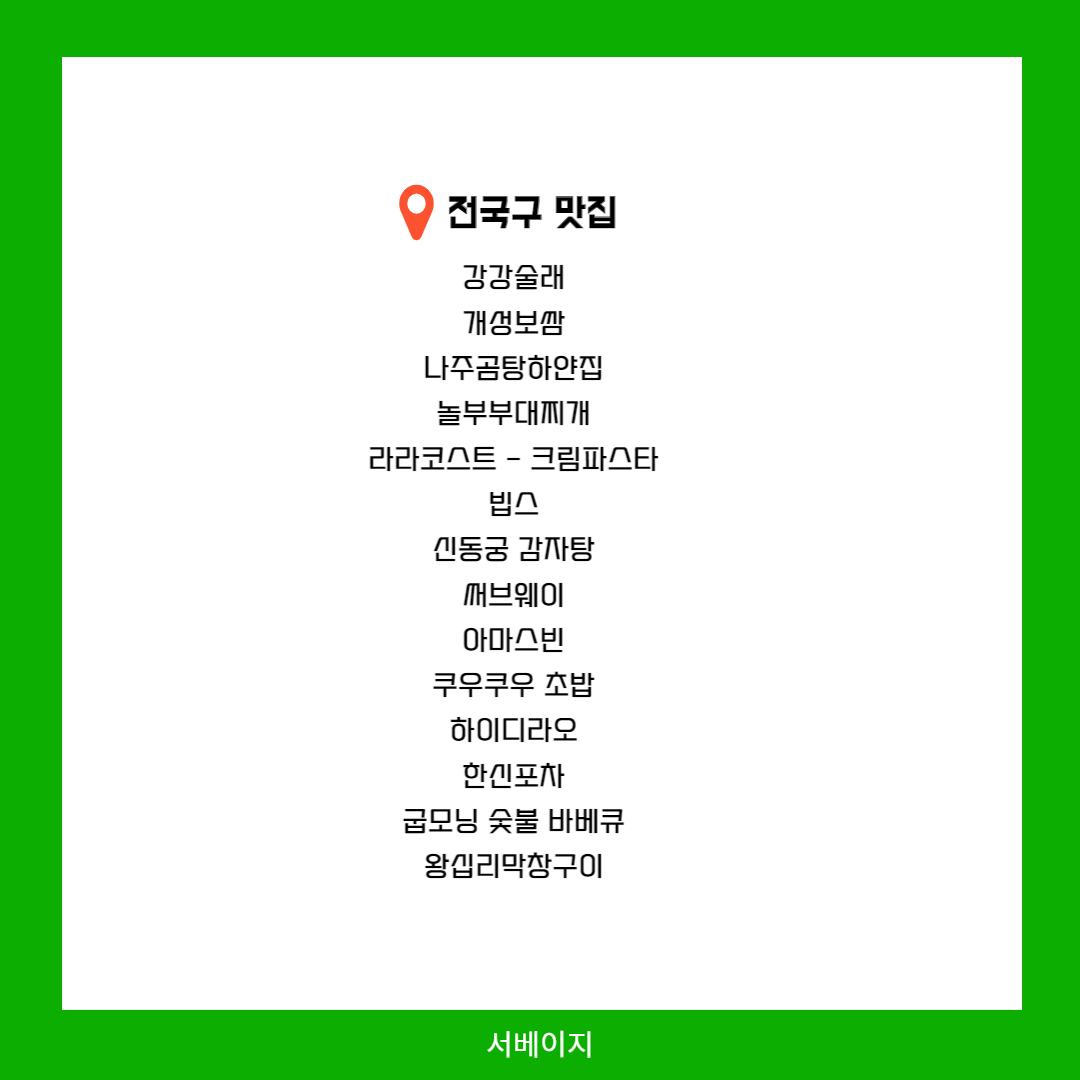 전국구 맛집
강강술래
개성보쌈
나주곰탕하얀집
놀부부대찌개
라라코스트 - 크림파스타
빕스
신동궁 감자탕
써브웨이
아마스빈
쿠우쿠우 초밥
하이디라오
한신포차
굽모닝 숯불 바베큐
왕십리막창구이
서베이지